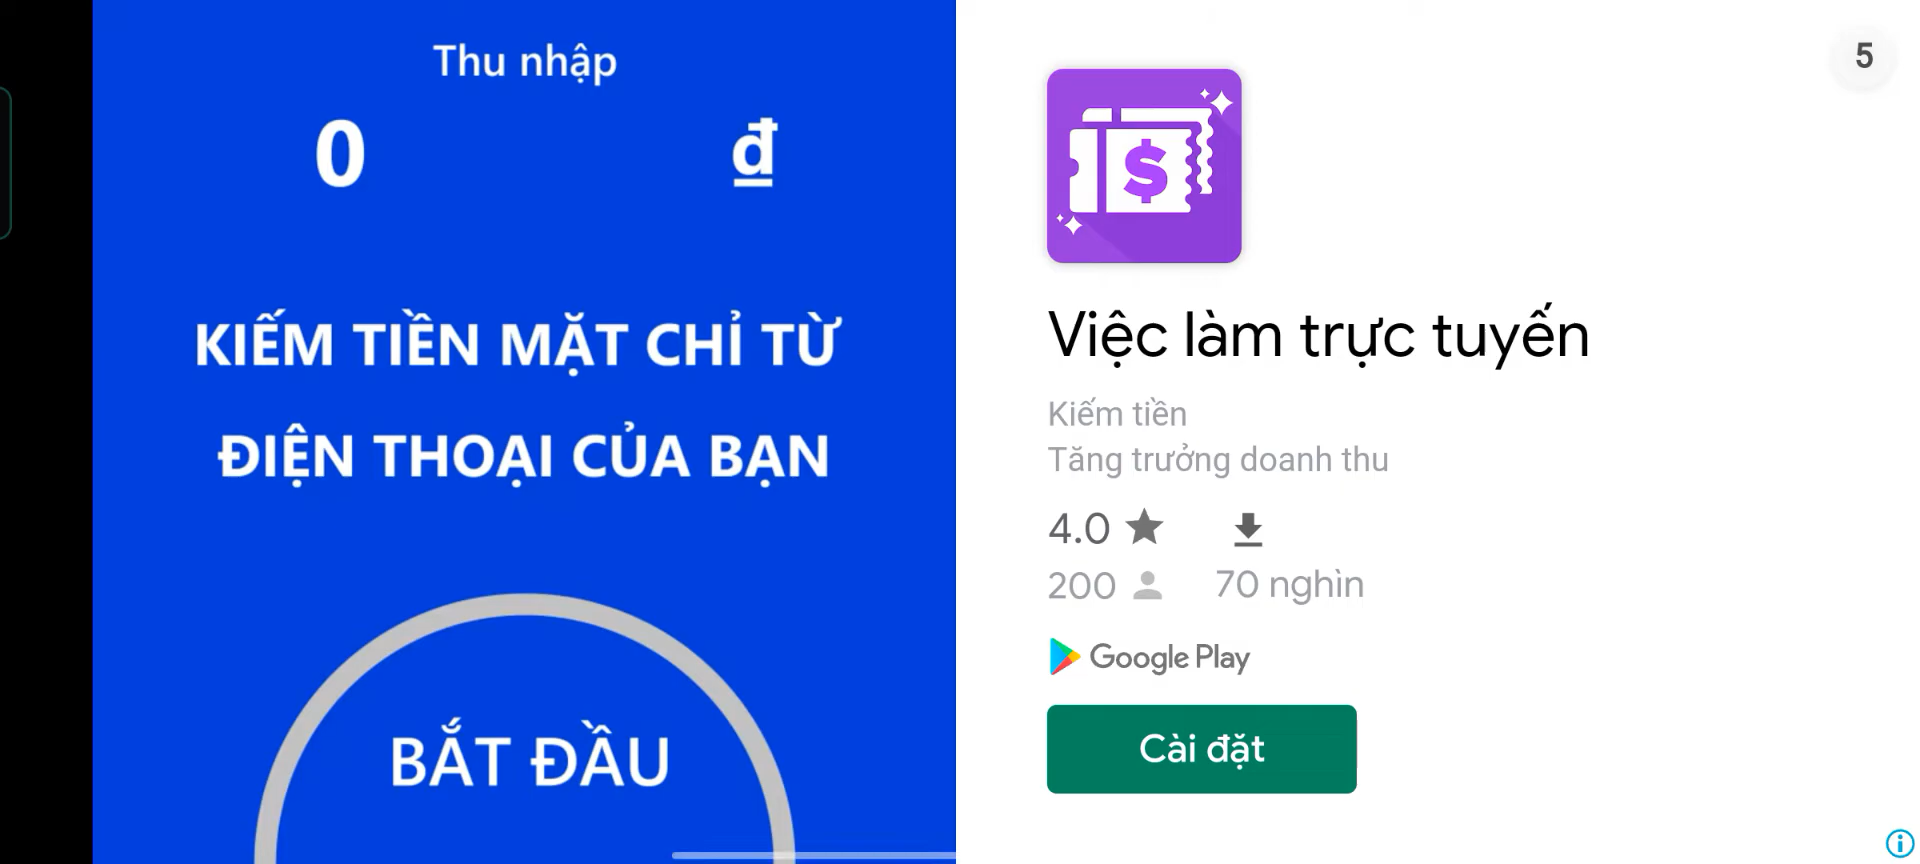 Thu nhập
0 đ
KIẾM TIỀN MẶT CHỈ TỪ
ĐIỆN THOẠI CỦA BẠN
BẮT ĐẦU
5
$
Việc làm trực tuyến
Kiếm tiền
Tăng trưởng doanh thu
4.0
200 70 nghìn
Google Play
Cài đặt